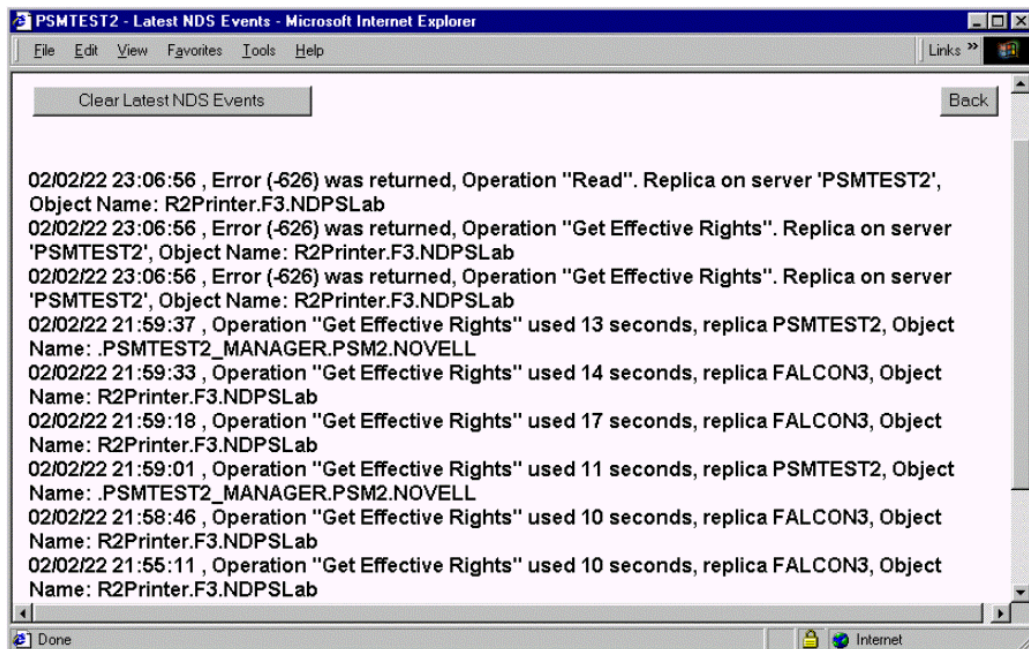 PSMTEST2 - Latest NDS Events - Microsoft Internet Explorer
File Edit View Favorites Tools Help Links »
Clear Latest NDS Events Back
02/02/22 23:06:56 , Error (-626) was returned, Operation "Read". Replica on server 'PSMTEST2',
Object Name: R2Printer.F3.NDPSLab
02/02/22 23:06:56 , Error (-626) was returned, Operation "Get Effective Rights". Replica on server
'PSMTEST2', Object Name: R2Printer.F3.NDPSLab
02/02/22 23:06:56 , Error (-626) was returned, Operation "Get Effective Rights". Replica on server
'PSMTEST2', Object Name: R2Printer.F3.NDPSLab
02/02/22 21:59:37 , Operation "Get Effective Rights" used 13 seconds, replica PSMTEST2, Object
Name: .PSMTEST2_MANAGER.PSM2.NOVELL
02/02/22 21:59:33 , Operation "Get Effective Rights" used 14 seconds, replica FALCON3, Object
Name: R2Printer.F3.NDPSLab
02/02/22 21:59:18 , Operation "Get Effective Rights" used 17 seconds, replica FALCON3, Object
Name: R2Printer.F3.NDPSLab
02/02/22 21:59:01 , Operation "Get Effective Rights" used 11 seconds, replica PSMTEST2, Object
Name: .PSMTEST2_MANAGER.PSM2.NOVELL
02/02/22 21:58:46 , Operation "Get Effective Rights" used 10 seconds, replica FALCON3, Object
Name: R2Printer.F3.NDPSLab
02/02/22 21:55:11 , Operation "Get Effective Rights" used 10 seconds, replica FALCON3, Object
Name: R2Printer.F3.NDPSLab
Done Internet